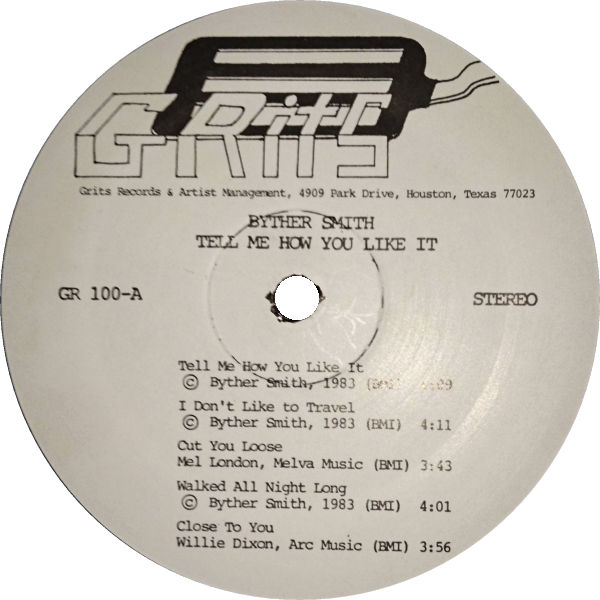 GRitS
Grits Records & Artist Management, 4909 Park Drive, Houston, Texas 77023
BYTHER SMITH
TELL ME HOW YOU LIKE IT
GR 100-A
STEREO
Tell Me How You Like It
© Byther Smith, 1983 (BMI)
I Don't Like to Travel
© Byther Smith, 1983 (BMI) 4:11
Cut You Loose
Mel London, Melva Music (BMI) 3:43
Walked All Night Long
© Byther Smith, 1983 (BMI) 4:01
Close To You
Willie Dixon, Arc Music (BMI) 3:56